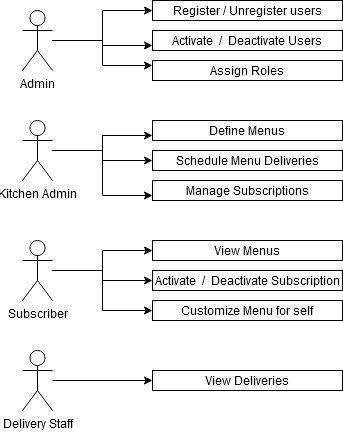 Register / Unregister users
Activate / Deactivate Users
Assign Roles
Admin
Define Menus
Schedule Menu Deliveries
Manage Subscriptions
Kitchen Admin
View Menus
Activate / Deactivate Subscription
Customize Menu for self
Subscriber
View Deliveries
Delivery Staff